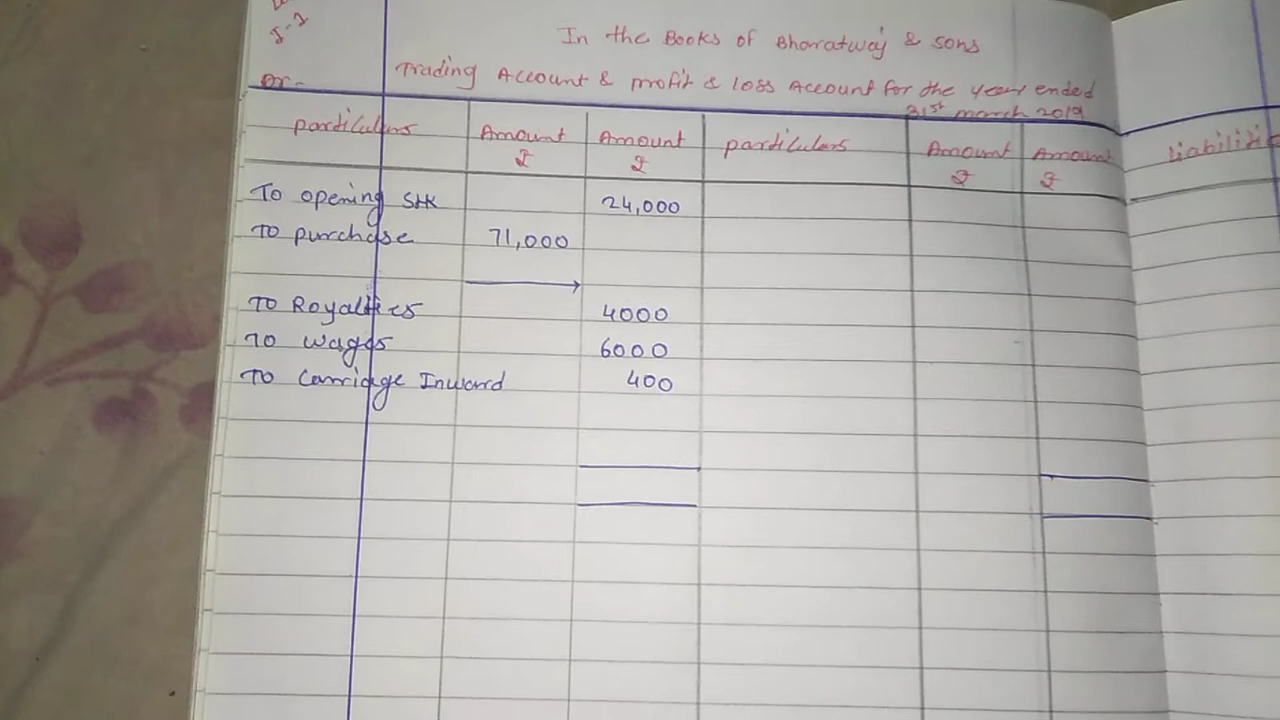 In the Books of Bharatwaj & Sons
Trading Account & Profit & Loss Account for the year ended
31st march 2019
Dr-
particulars Amount ₹ Amount ₹ particulars Amount ₹ Amount ₹
To opening Stk 24,000
To purchase 71,000
To Royalties 4000
To wages 6000
To Carriage Inward 400